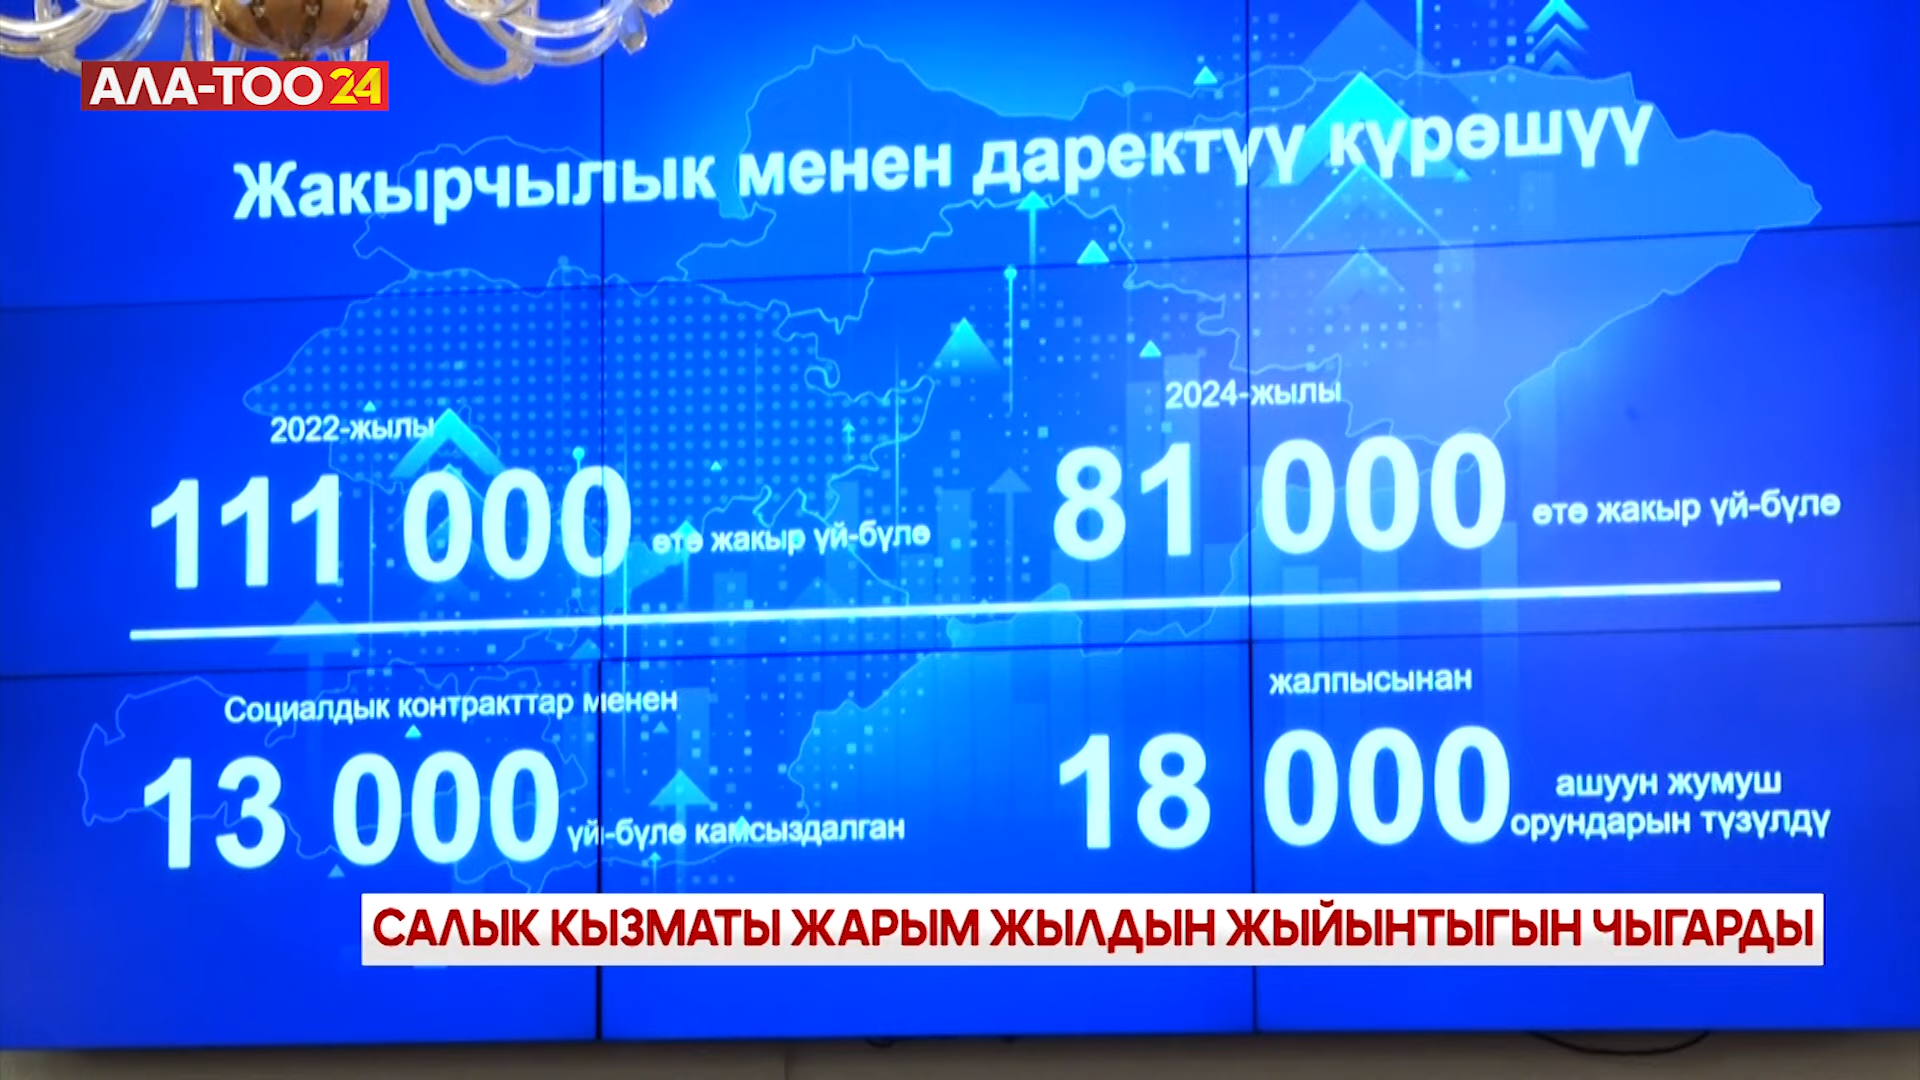 АЛА-ТОО 24
Жакырчылык менен даректүү күрөшүү
2022-жылы
111 000 өтө жакыр үй-бүлө
2024-жылы
81 000 өтө жакыр үй-бүлө
Социалдык контракттар менен
13 000 үй-бүлө камсыздалган
жалпысынан
18 000 ашуун жумуш
орундарын түзүлдү
САЛЫК КЫЗМАТЫ ЖАРЫМ ЖЫЛДЫН ЖЫЙЫНТЫГЫН ЧЫГАРДЫ